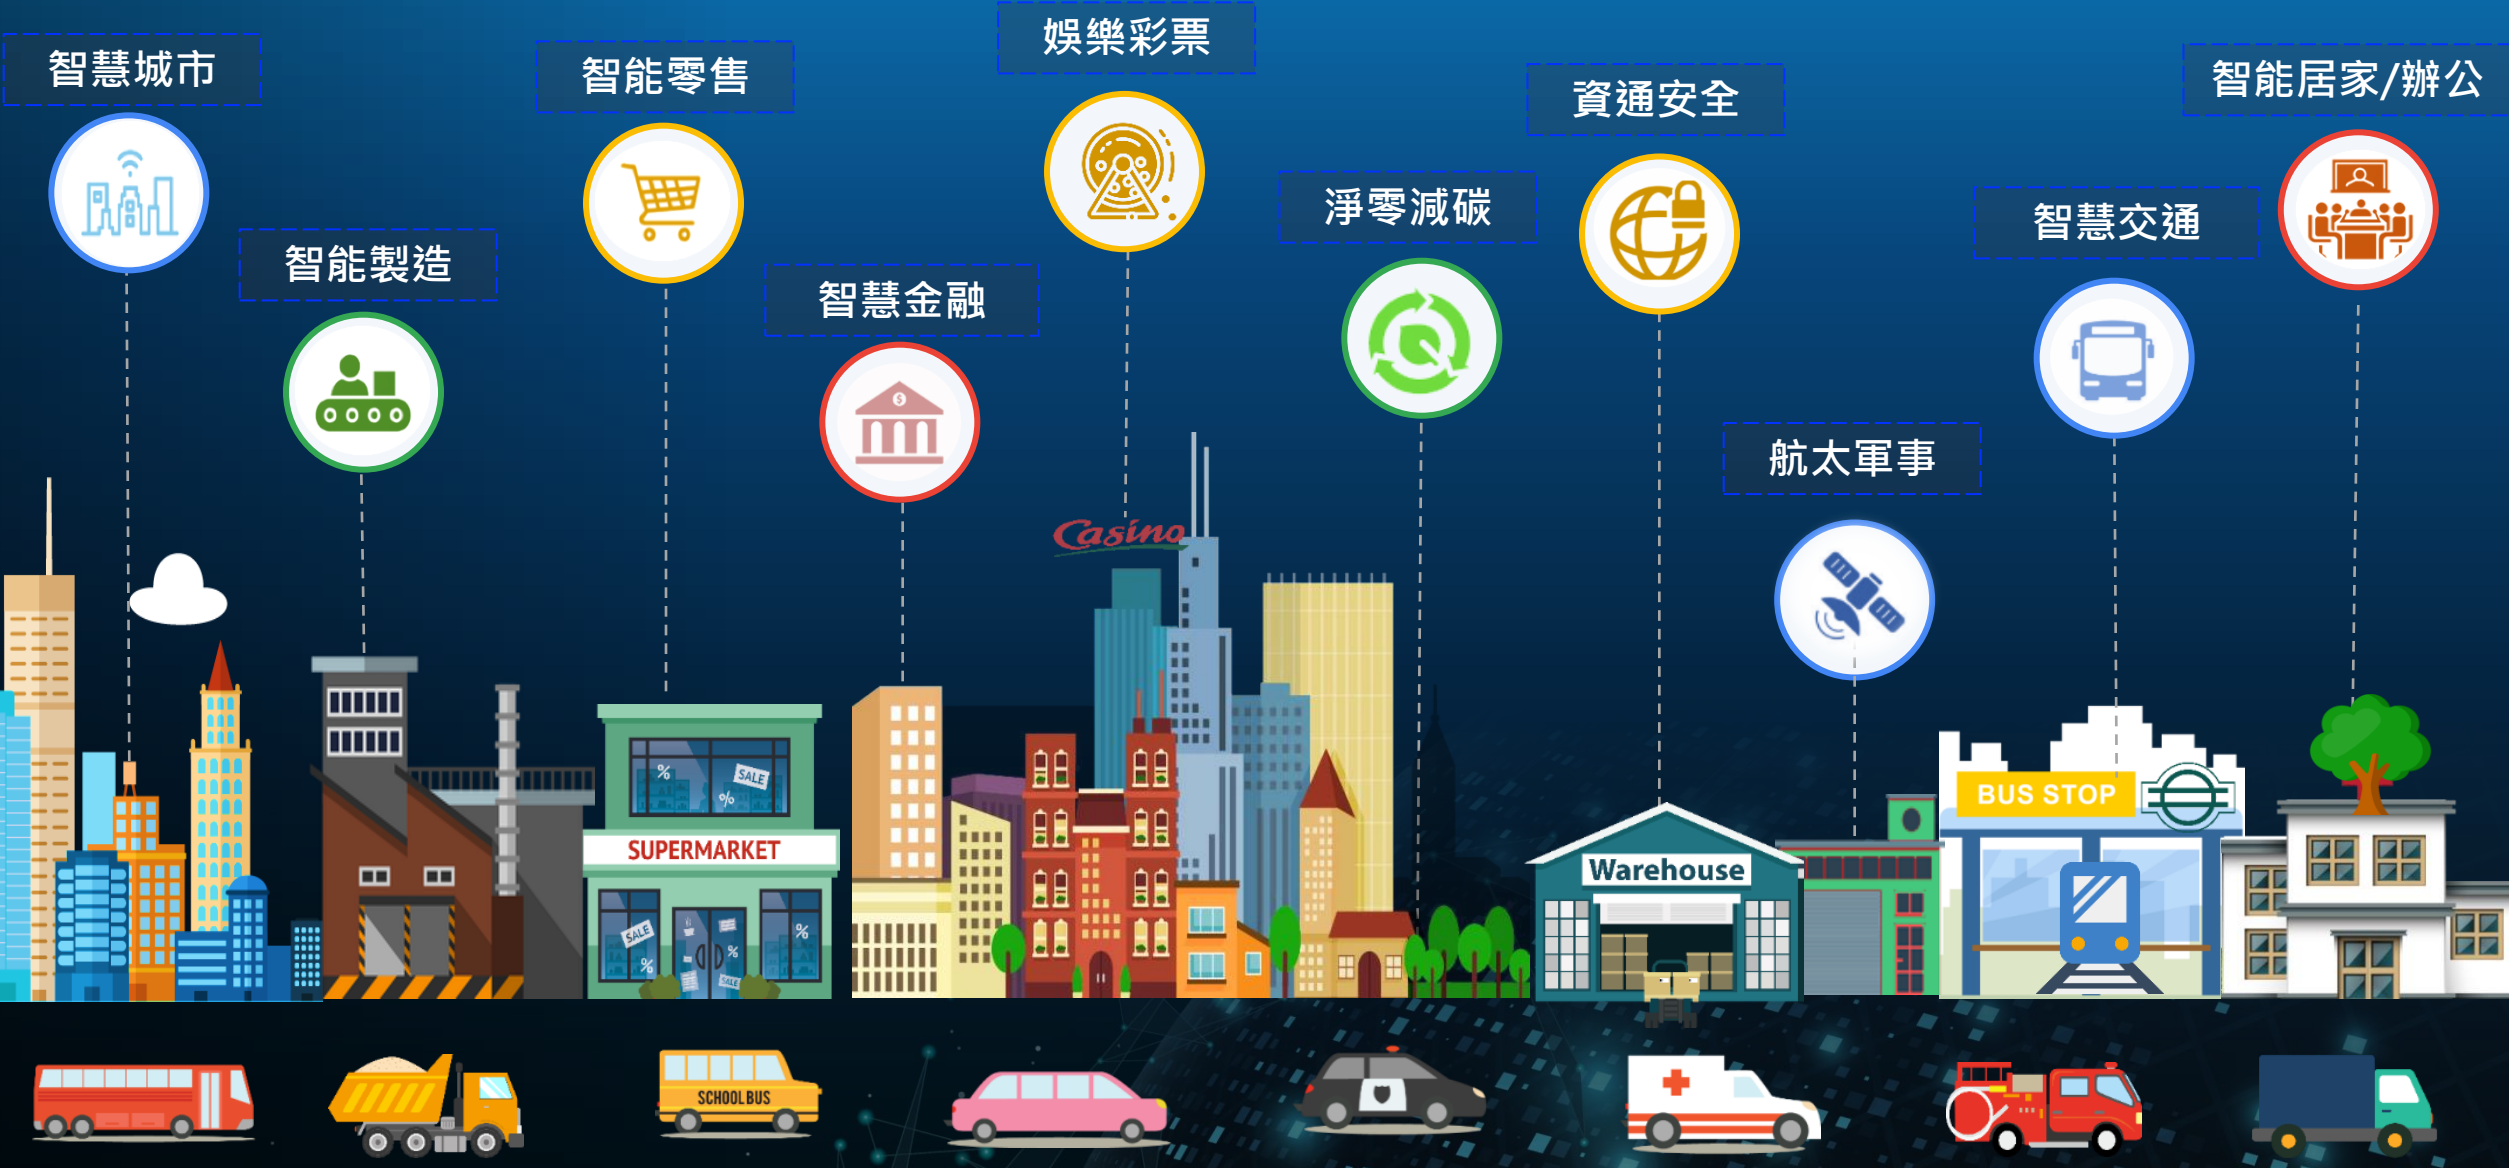 智慧城市
智能製造
智能零售
智慧金融
娛樂彩票
淨零減碳
資通安全
航太軍事
智慧交通
智能居家/辦公
Casino
%
SALE
%
SUPERMARKET
SALE
%
%
%
SALE
Warehouse
BUS STOP
SCHOOL BUS